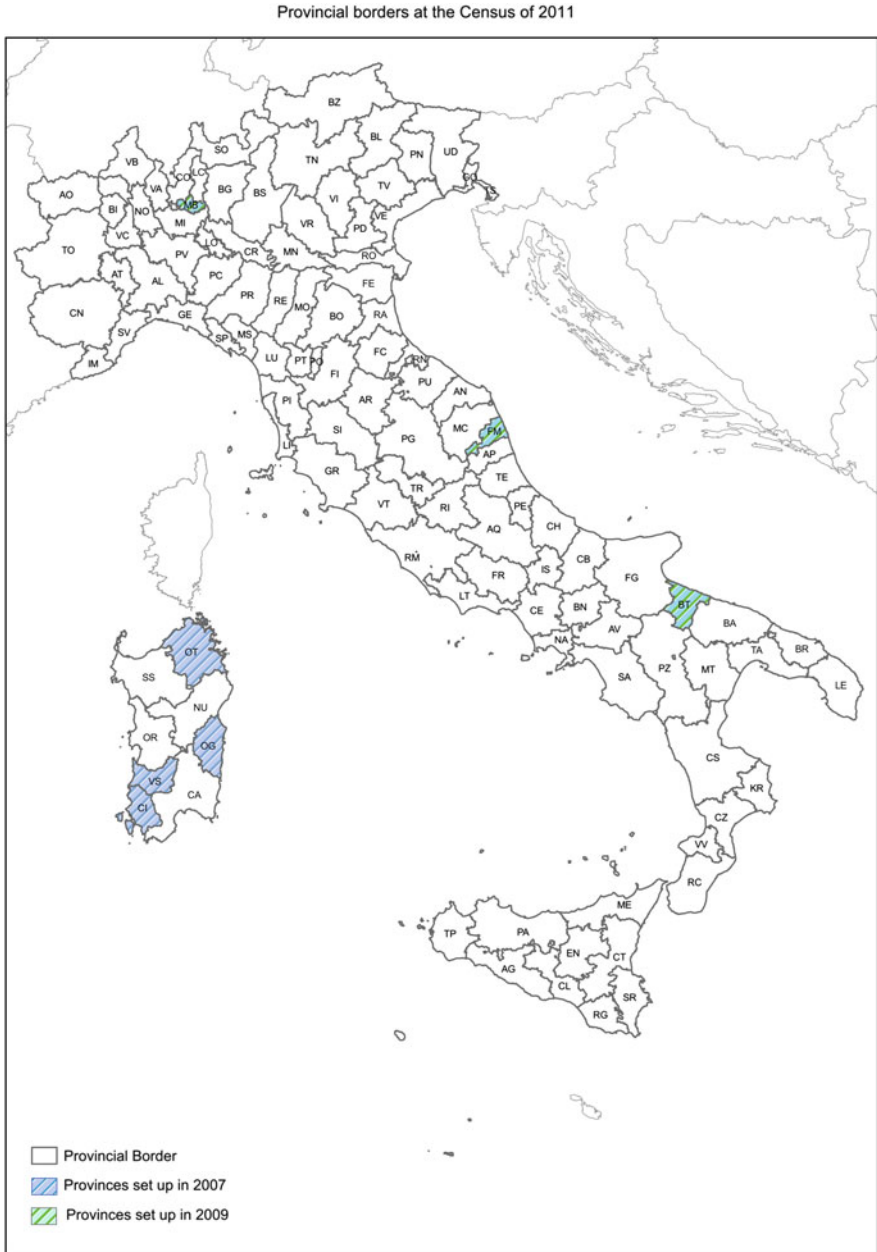 Provincial borders at the Census of 2011
BZ
SO
BL
PN
UD
VB
TN
CO
LC
GO
TS
AO
VA
BG
BS
TV
BI
NO
MB
VI
VE
MI
VR
PD
VC
LO
TO
PV
CR
MN
RO
AT
PC
AL
FE
PR
RE
MO
CN
GE
BO
RA
SV
SP
MS
LU
PT
PO
FC
RN
IM
FI
PU
PI
AR
AN
SI
MC
FM
LI
PG
AP
GR
TE
TR
VT
RI
PE
AQ
CH
RM
CB
IS
FR
FG
LT
CE
BN
BT
AV
BA
NA
OT
TA
BR
SS
PZ
MT
SA
LE
NU
OR
OG
CS
VS
CA
CI
KR
CZ
VV
RC
ME
TP
PA
EN
CT
AG
CL
SR
RG
Provincial Border
Provinces set up in 2007
Provinces set up in 2009